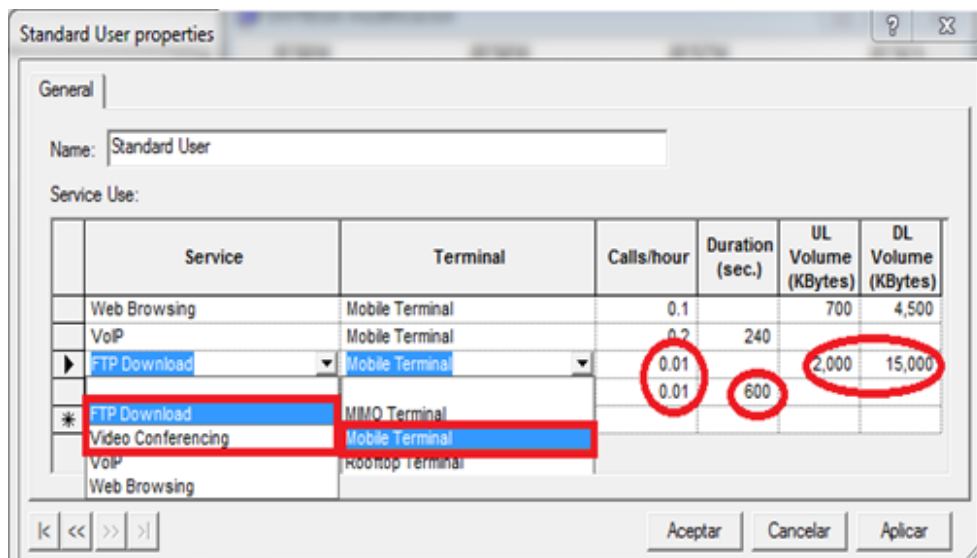 Standard User properties
General
Name: Standard User
Service Use:
Service Terminal Calls/hour Duration (sec.) UL Volume (KBytes) DL Volume (KBytes)
Web Browsing Mobile Terminal 0.1 700 4,500
VoIP Mobile Terminal 0.2 240
FTP Download Mobile Terminal 0.01 2,000 15,000
0.01 600
FTP Download MIMO Terminal
Video Conferencing Mobile Terminal
VoIP Rooftop Terminal
Web Browsing
Aceptar Cancelar Aplicar